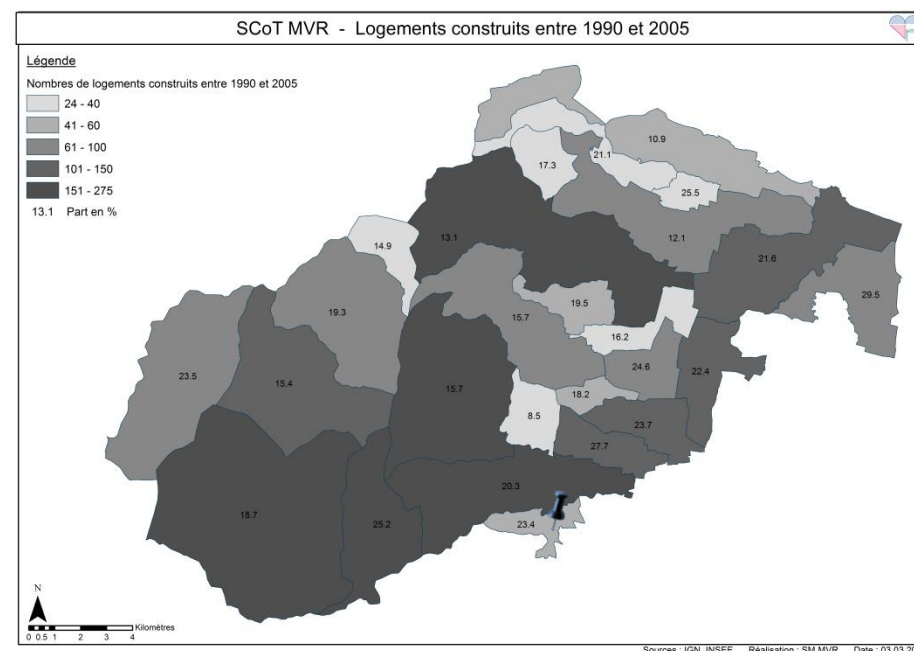 SCoT MVR - Logements construits entre 1990 et 2005
Légende
Nombres de logements construits entre 1990 et 2005
24 - 40
41 - 60
61 - 100
101 - 150
151 - 275
13.1 Part en %
10.9
21.1
17.3
25.5
12.1
13.1
14.9
21.6
29.5
19.5
19.3
15.7
16.2
24.6
22.4
23.5
15.4
15.7
18.2
8.5
23.7
27.7
20.3
18.7
25.2
23.4
N
0 0.5 1 2 3 4 Kilomètres
Sources : IGN, INSEE Réalisation : SM MVR Date : 03.03.20